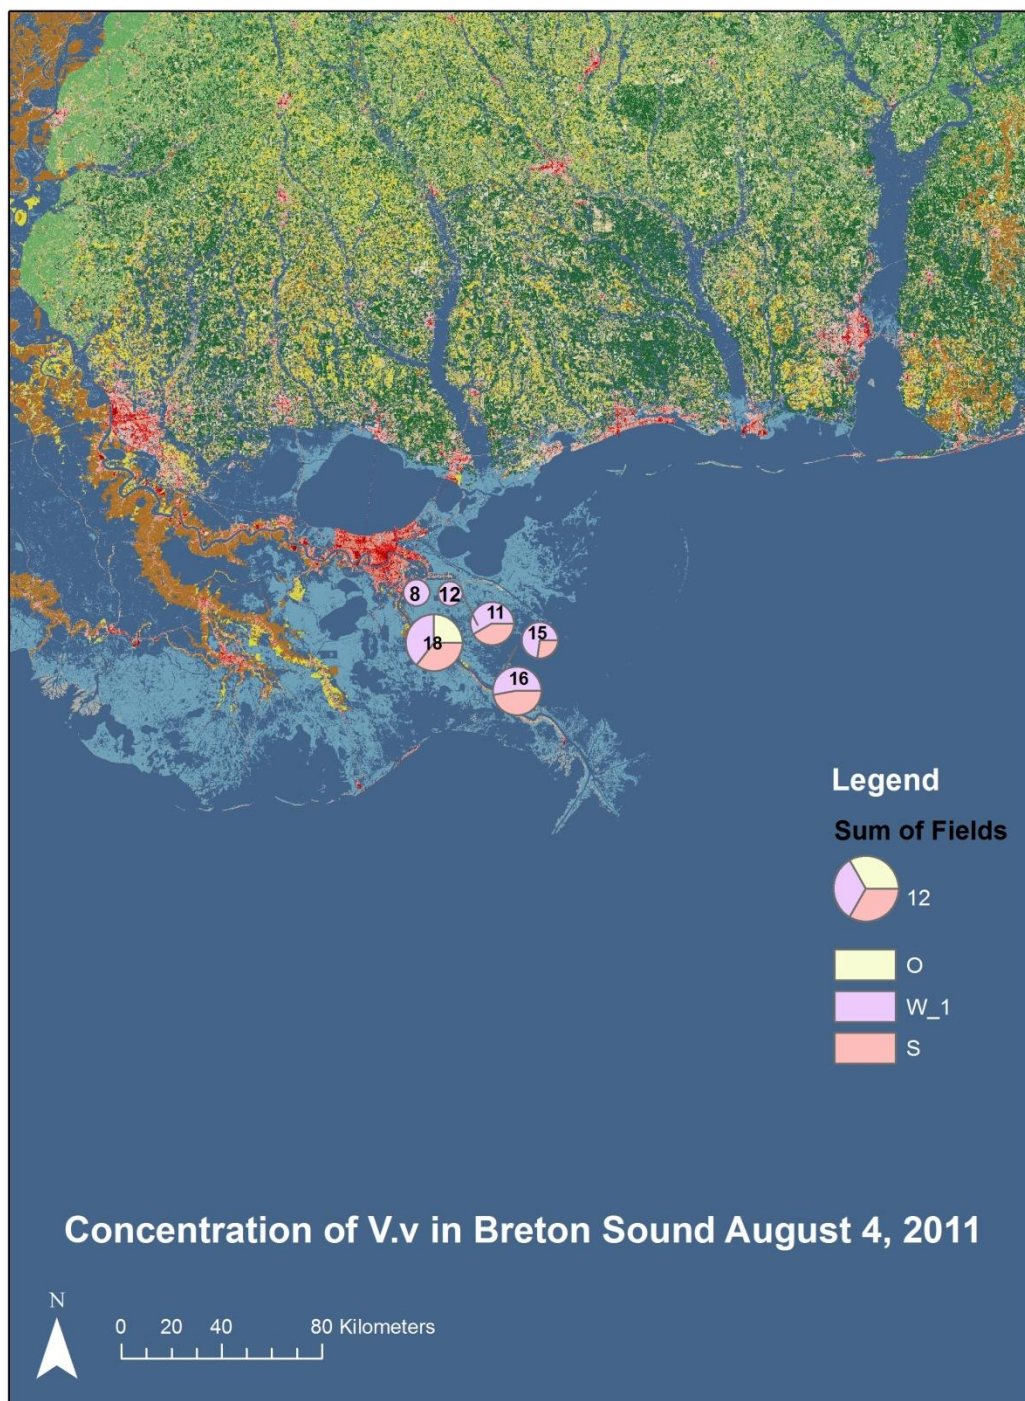 8
12
11
15
18
16
Legend
Sum of Fields
12
O
W_1
S
Concentration of V.v in Breton Sound August 4, 2011
N
0 20 40 80 Kilometers